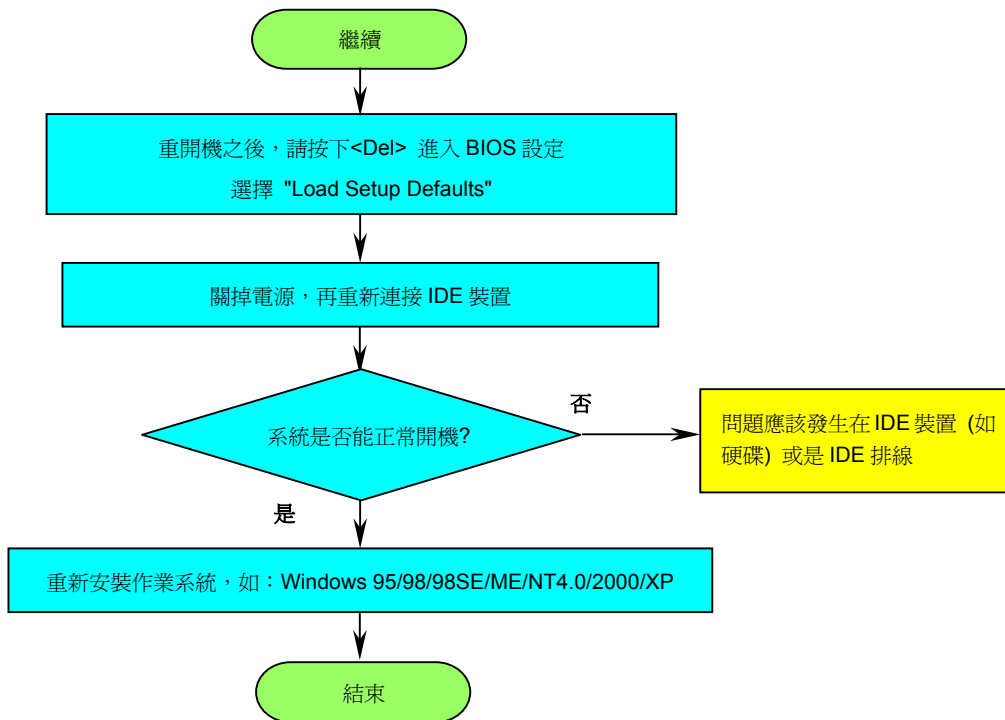 繼續
重開機之後，請按下<Del> 進入 BIOS 設定
選擇 "Load Setup Defaults"
關掉電源，再重新連接 IDE 裝置
系統是否能正常開機?
否
問題應該發生在 IDE 裝置 (如
硬碟) 或是 IDE 排線
是
重新安裝作業系統，如：Windows 95/98/98SE/ME/NT4.0/2000/XP
結束